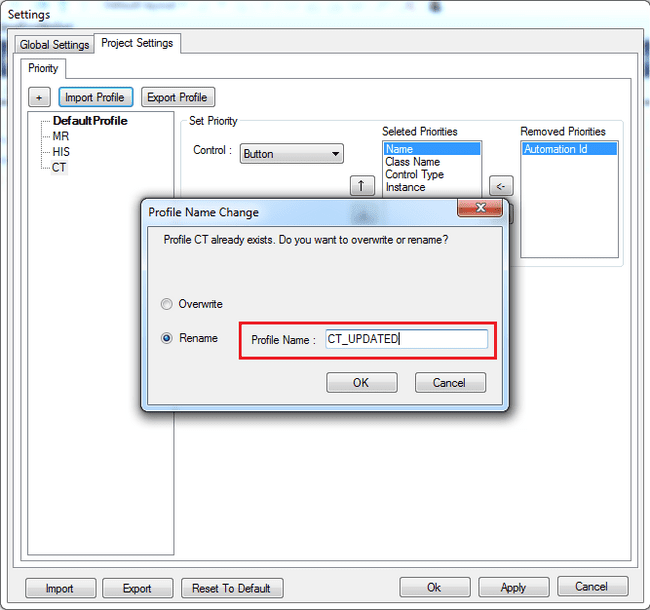 Settings
Global Settings
Project Settings
Priority
+
Import Profile
Export Profile
DefaultProfile
MR
HIS
CT
Set Priority
Control :
Button
Seleted Priorities
Name
Class Name
Control Type
Instance
↑
<-
Removed Priorities
Automation Id
Profile Name Change
Profile CT already exists. Do you want to overwrite or rename?
Overwrite
Rename
Profile Name :
CT_UPDATED
OK
Cancel
Import
Export
Reset To Default
Ok
Apply
Cancel